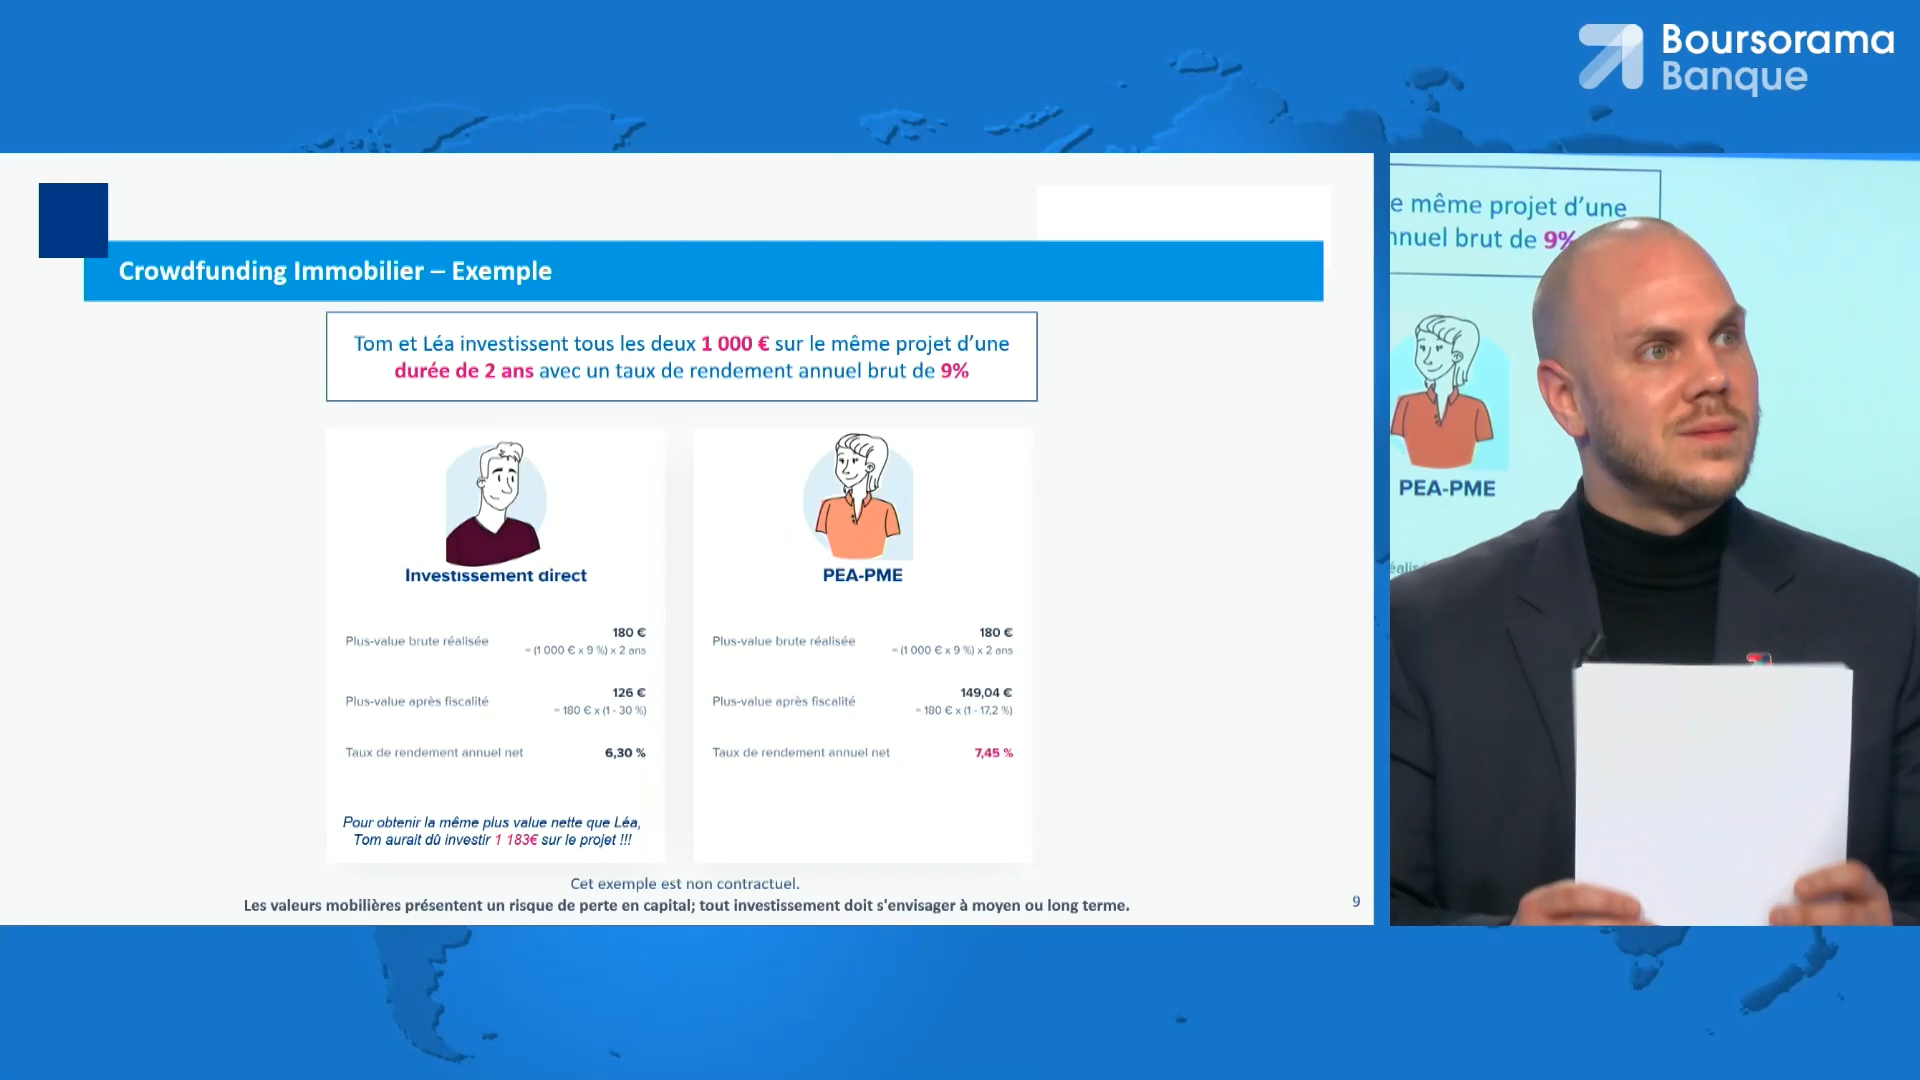 Boursorama
Banque
Crowdfunding Immobilier – Exemple
Tom et Léa investissent tous les deux 1 000 € sur le même projet d’une
durée de 2 ans avec un taux de rendement annuel brut de 9%
Investissement direct
Plus-value brute réalisée
180 €
= (1 000 € x 9 %) x 2 ans
Plus-value après fiscalité
126 €
= 180 € x (1 - 30 %)
Taux de rendement annuel net
6,30 %
Pour obtenir la même plus value nette que Léa,
Tom aurait dû investir 1 183€ sur le projet !!!
PEA-PME
Plus-value brute réalisée
180 €
= (1 000 € x 9 %) x 2 ans
Plus-value après fiscalité
149,04 €
= 180 € x (1 - 17,2 %)
Taux de rendement annuel net
7,45 %
Cet exemple est non contractuel.
Les valeurs mobilières présentent un risque de perte en capital; tout investissement doit s'envisager à moyen ou long terme.
9
e même projet d’une
nnuel brut de 9%
PEA-PME